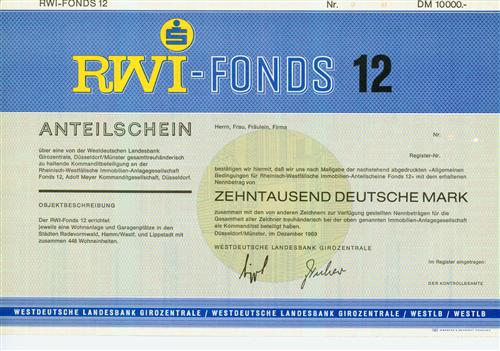 RWI-FONDS 12
Nr.
DM 10000.-
S
RWI-FONDS 12
ANTEILSCHEIN
über eine von der Westdeutschen Landesbank
Girozentrale, Düsseldorf/Münster gesamttreuhänderisch
zu haltende Kommanditbeteiligung an der
Rheinisch-Westfälische Immobilien-Anlagegesellschaft
Fonds 12, Adolf Meyer Kommanditgesellschaft, Düsseldorf.
OBJEKTBESCHREIBUNG
Der RWI-Fonds 12 errichtet
jeweils eine Wohnanlage und Garagenplätze in den
Städten Radevormwald, Hamm/Westf. und Lippstadt mit
zusammen 448 Wohneinheiten.
Herrn, Frau, Fräulein, Firma
Nr.
Register-Nr.
bestätigen wir hiermit, daß wir uns nach Maßgabe der nachstehend abgedruckten «Allgemeinen
Bedingungen für Rheinisch-Westfälische Immobilien-Anteilscheine Fonds 12» mit dem erhaltenen
Nennbetrag von
ZEHNTAUSEND DEUTSCHE MARK
zusammen mit den von anderen Zeichnern zur Verfügung gestellten Nennbeträgen für die
Gesamtheit aller Zeichner treuhänderisch bei der oben genannten Immobilien-Anlagegesellschaft
als Kommanditist beteiligt haben.
Düsseldorf/Münster, im Dezember 1969
WESTDEUTSCHE LANDESBANK GIROZENTRALE
Im Register eingetragen:
DER KONTROLLBEAMTE
WESTDEUTSCHE LANDESBANK GIROZENTRALE / WESTDEUTSCHE LANDESBANK GIROZENTRALE / WESTLB / WESTLB